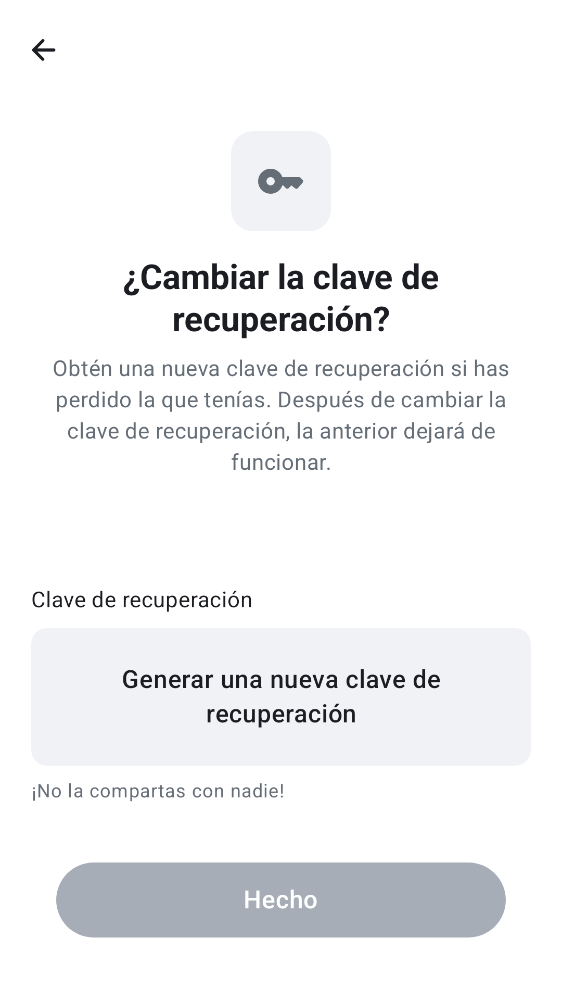 ¿Cambiar la clave de
recuperación?
Obtén una nueva clave de recuperación si has
perdido la que tenías. Después de cambiar la
clave de recuperación, la anterior dejará de
funcionar.
Clave de recuperación
Generar una nueva clave de
recuperación
¡No la compartas con nadie!
Hecho